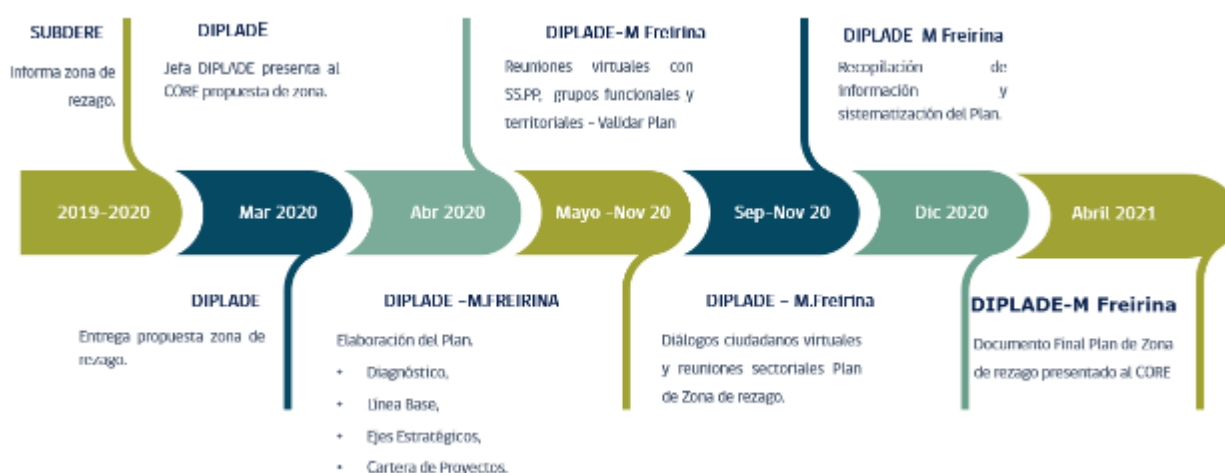 SUBDERE
Informa zona de
rezago.
DIPLADE
Jefa DIPLADE presenta al
CORE propuesta de zona.
DIPLADE-M Freirina
Reuniones virtuales con
SS.PP, grupos funcionales y
territoriales - Validar Plan
DIPLADE M Freirina
Recopilación de
Información y
sistematización del Plan.
2019-2020
Mar 2020
Abr 2020
Mayo -Nov 20
Sep-Nov 20
Dic 2020
Abril 2021
DIPLADE
Entrega propuesta zona de
rezago.
DIPLADE -M.FREIRINA
Elaboración del Plan.
• Diagnóstico,
• Línea Base,
• Ejes Estratégicos,
• Cartera de Proyectos.
DIPLADE - M.Freirina
Diálogos ciudadanos virtuales
y reuniones sectoriales Plan
de Zona de rezago.
DIPLADE-M Freirina
Documento Final Plan de Zona
de rezago presentado al CORE